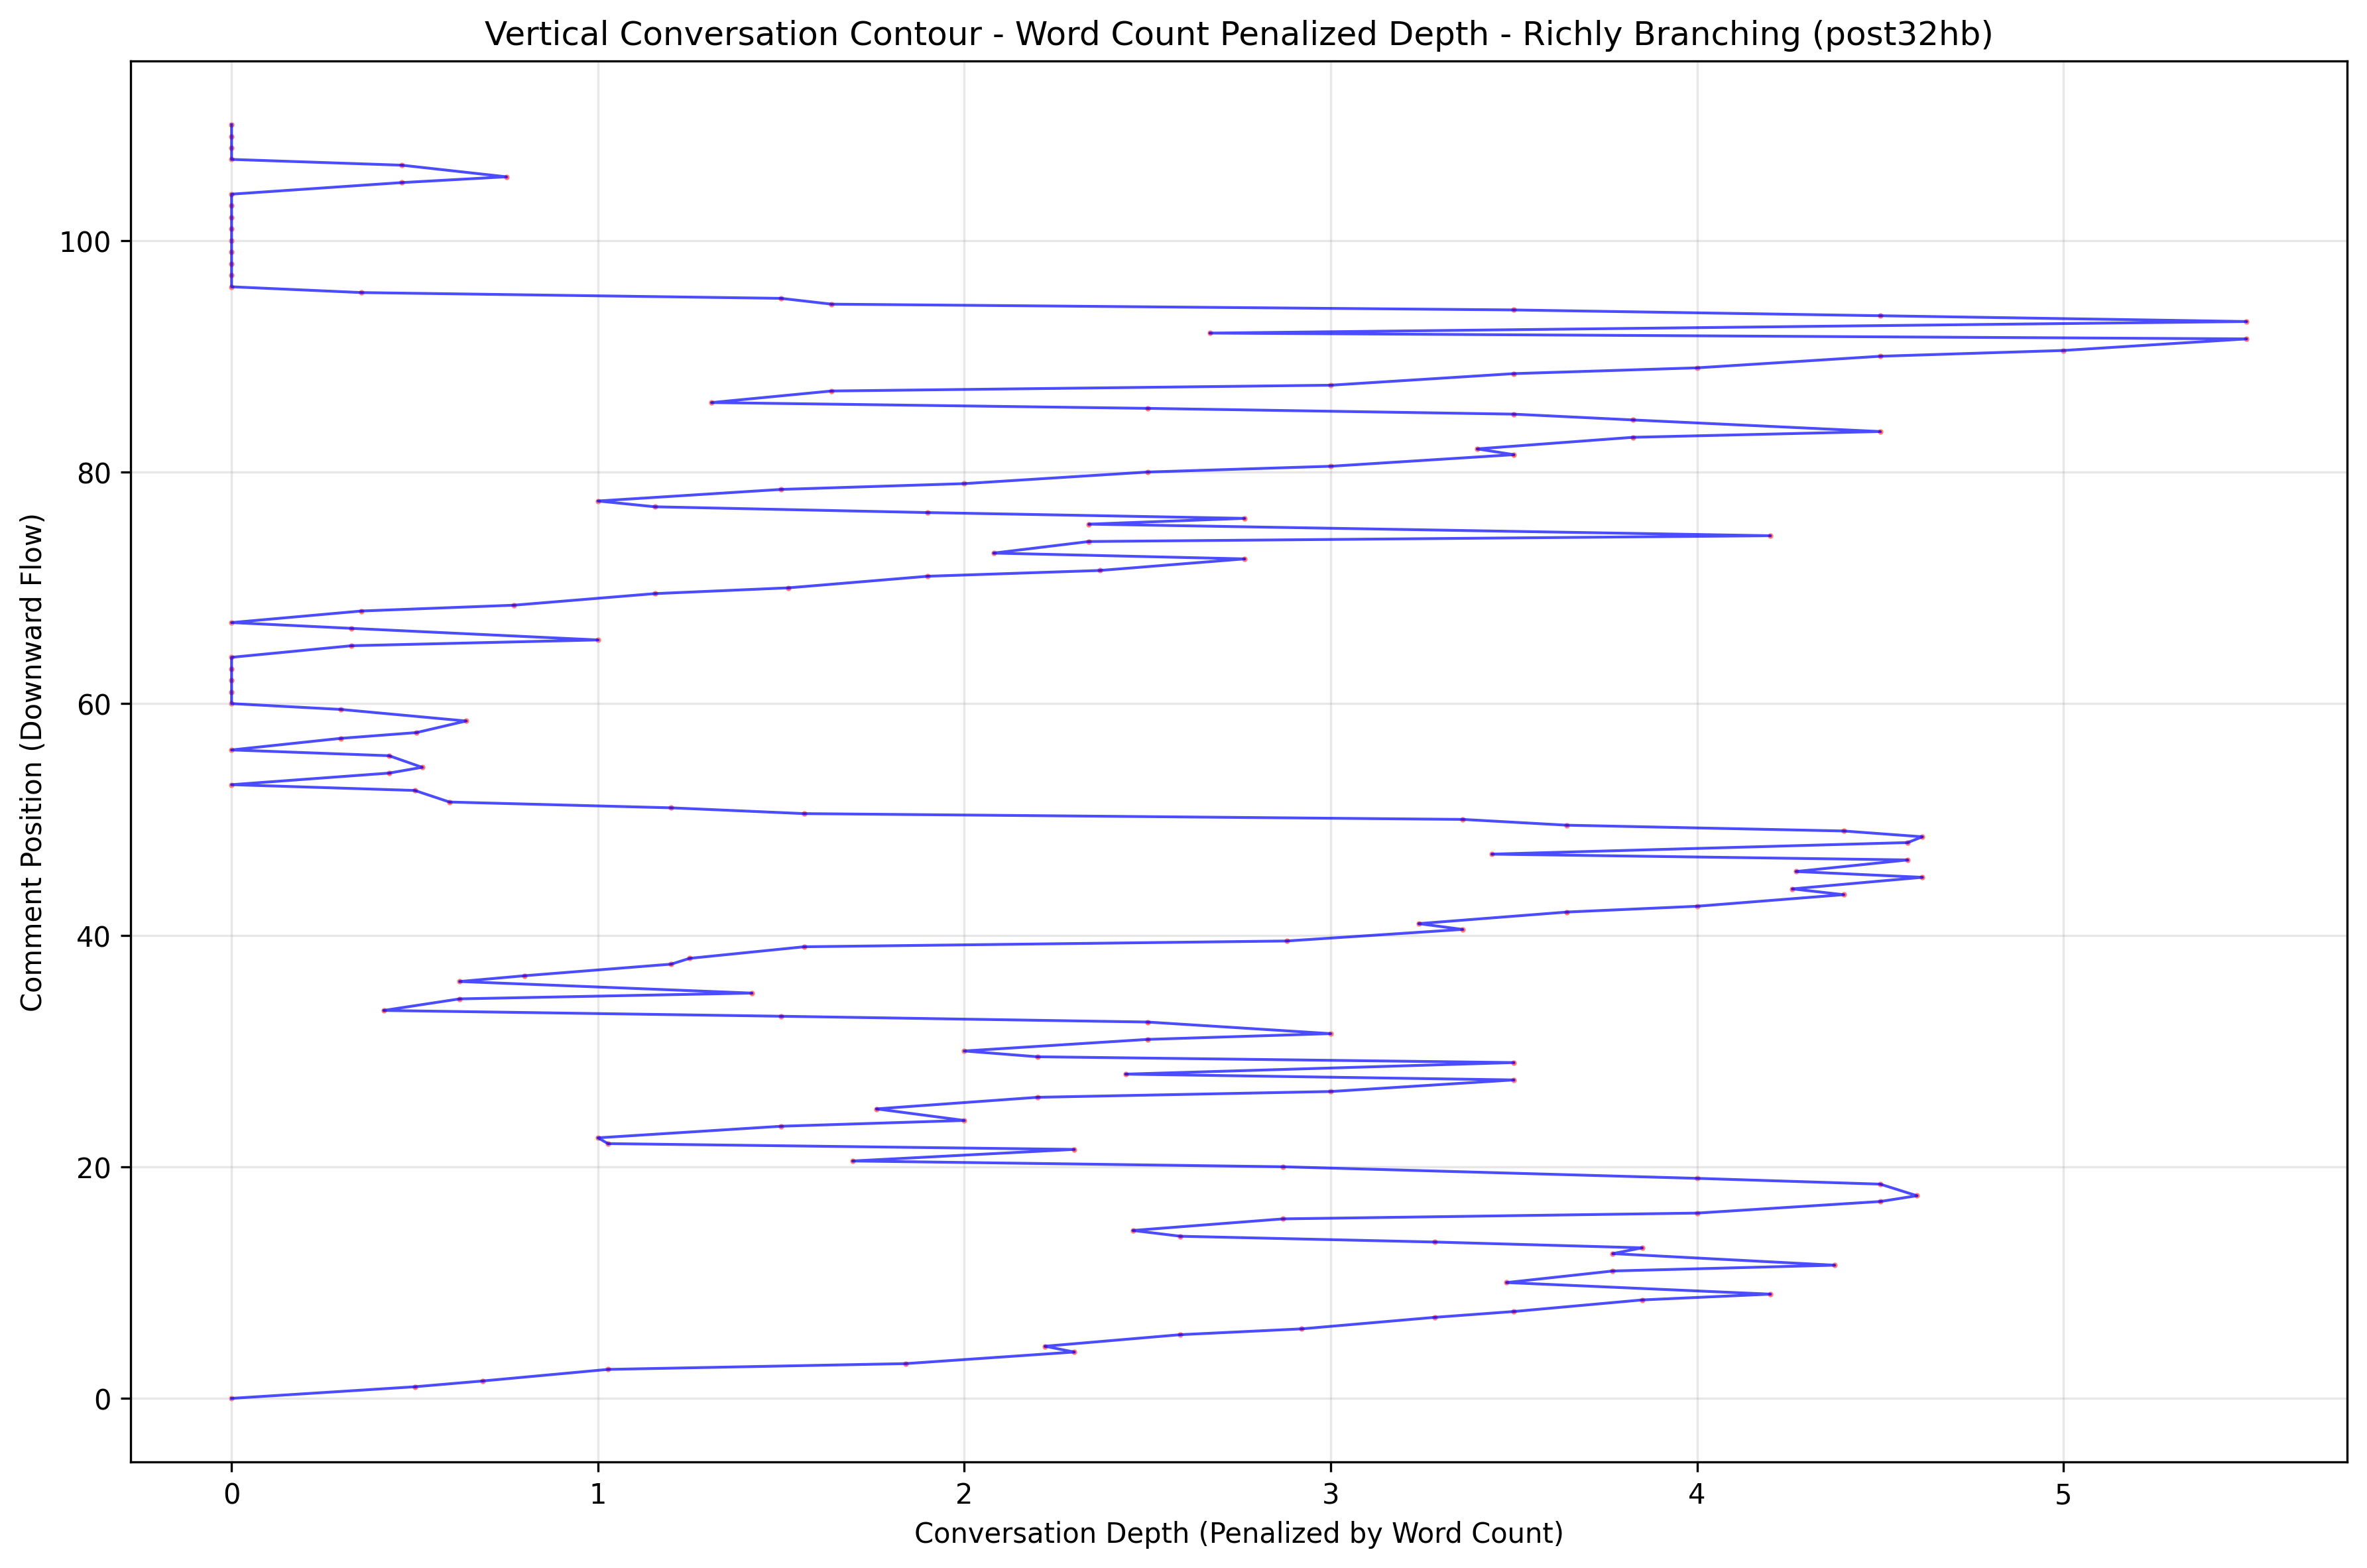 Vertical Conversation Contour - Word Count Penalized Depth - Richly Branching (post32hb)
Comment Position (Downward Flow)
100
80
60
40
20
0
0 1 2 3 4 5
Conversation Depth (Penalized by Word Count)